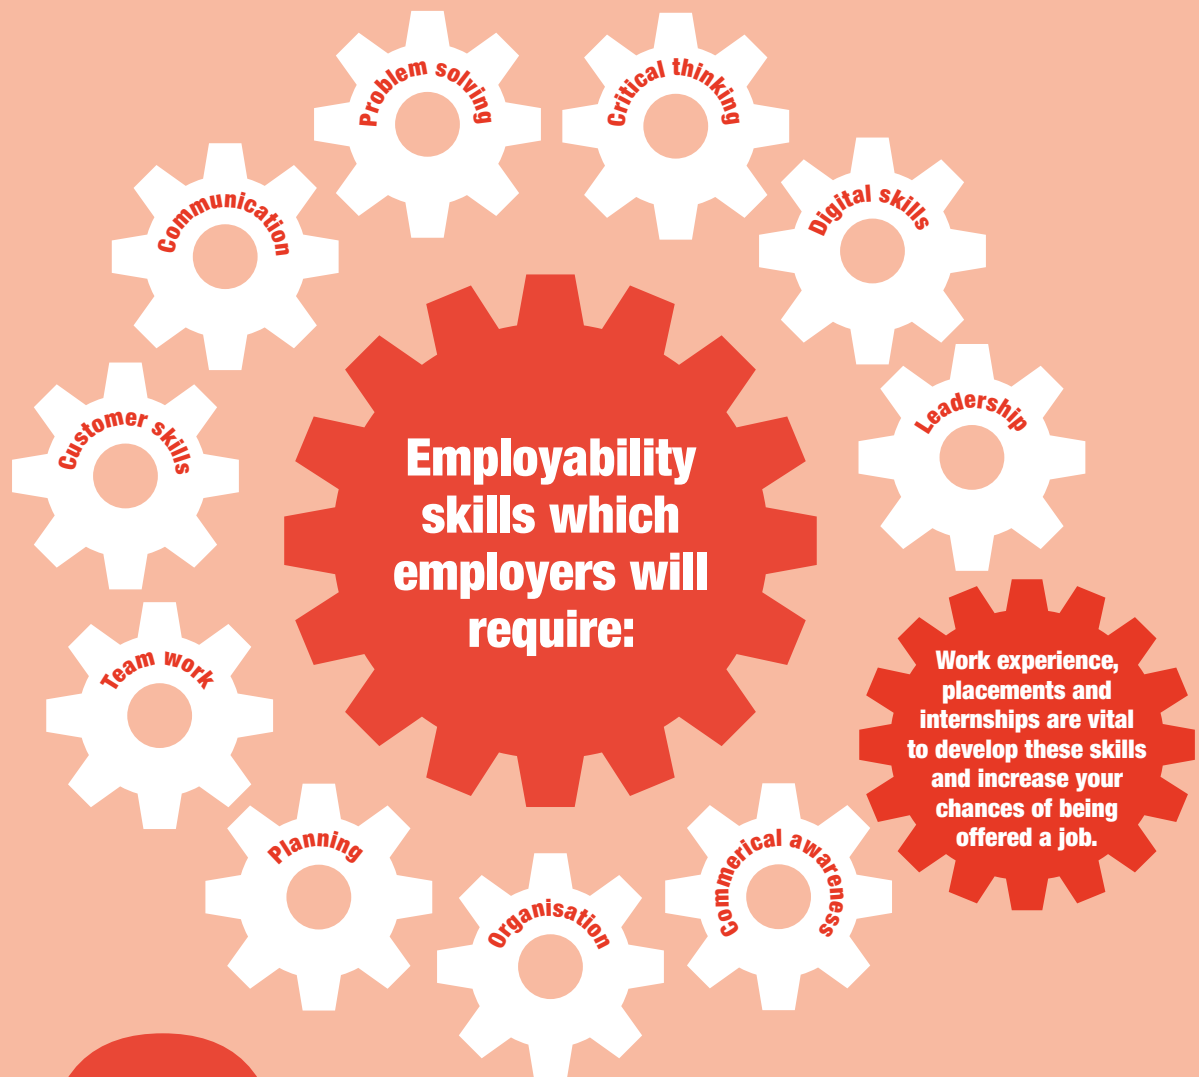 Problem solving
Critical thinking
Communication
Digital skills
Customer skills
Leadership
Employability
skills which
employers will
require:
Team work
Work experience,
placements and
internships are vital
to develop these skills
and increase your
chances of being
offered a job.
Planning
Organisation
Commerical awareness